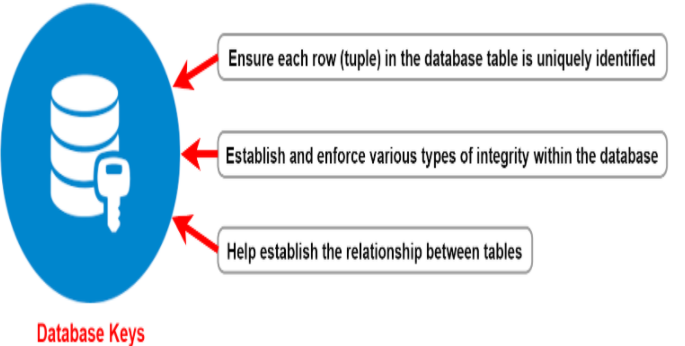 Ensure each row (tuple) in the database table is uniquely identified
Establish and enforce various types of integrity within the database
Help establish the relationship between tables
Database Keys